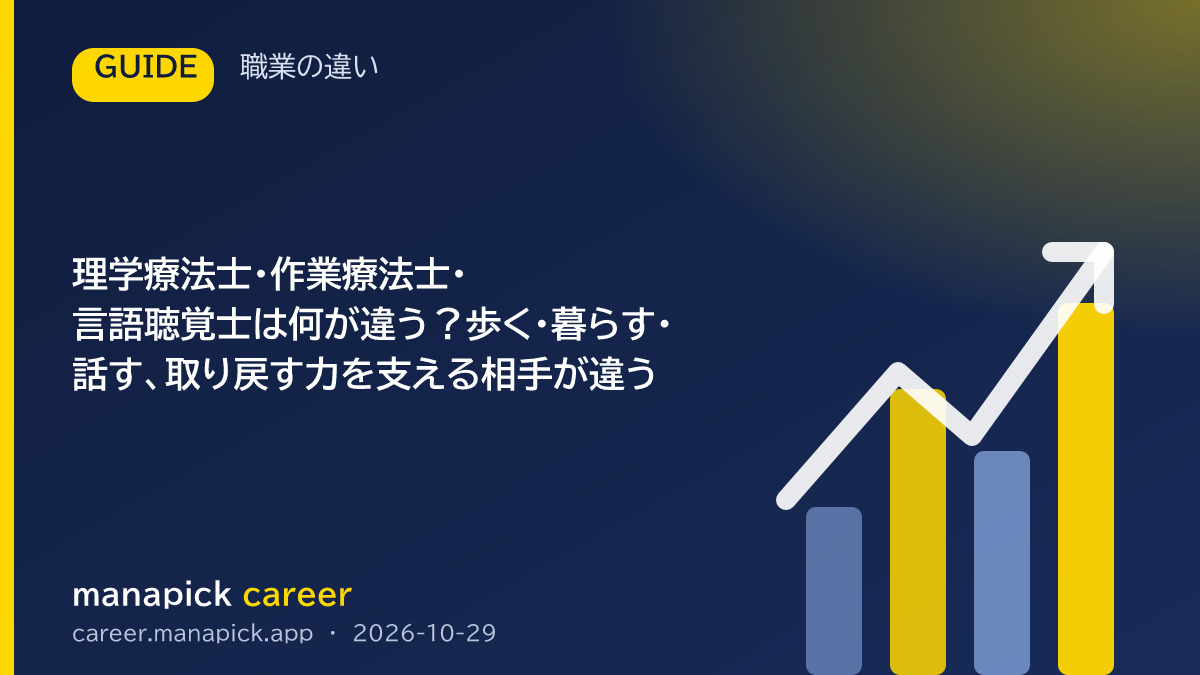 GUIDE 職業の違い
理学療法士・作業療法士・
言語聴覚士は何が違う？歩く・暮らす・
話す、取り戻す力を支える相手が違う
manapick career
career.manapick.app ・ 2026-10-29